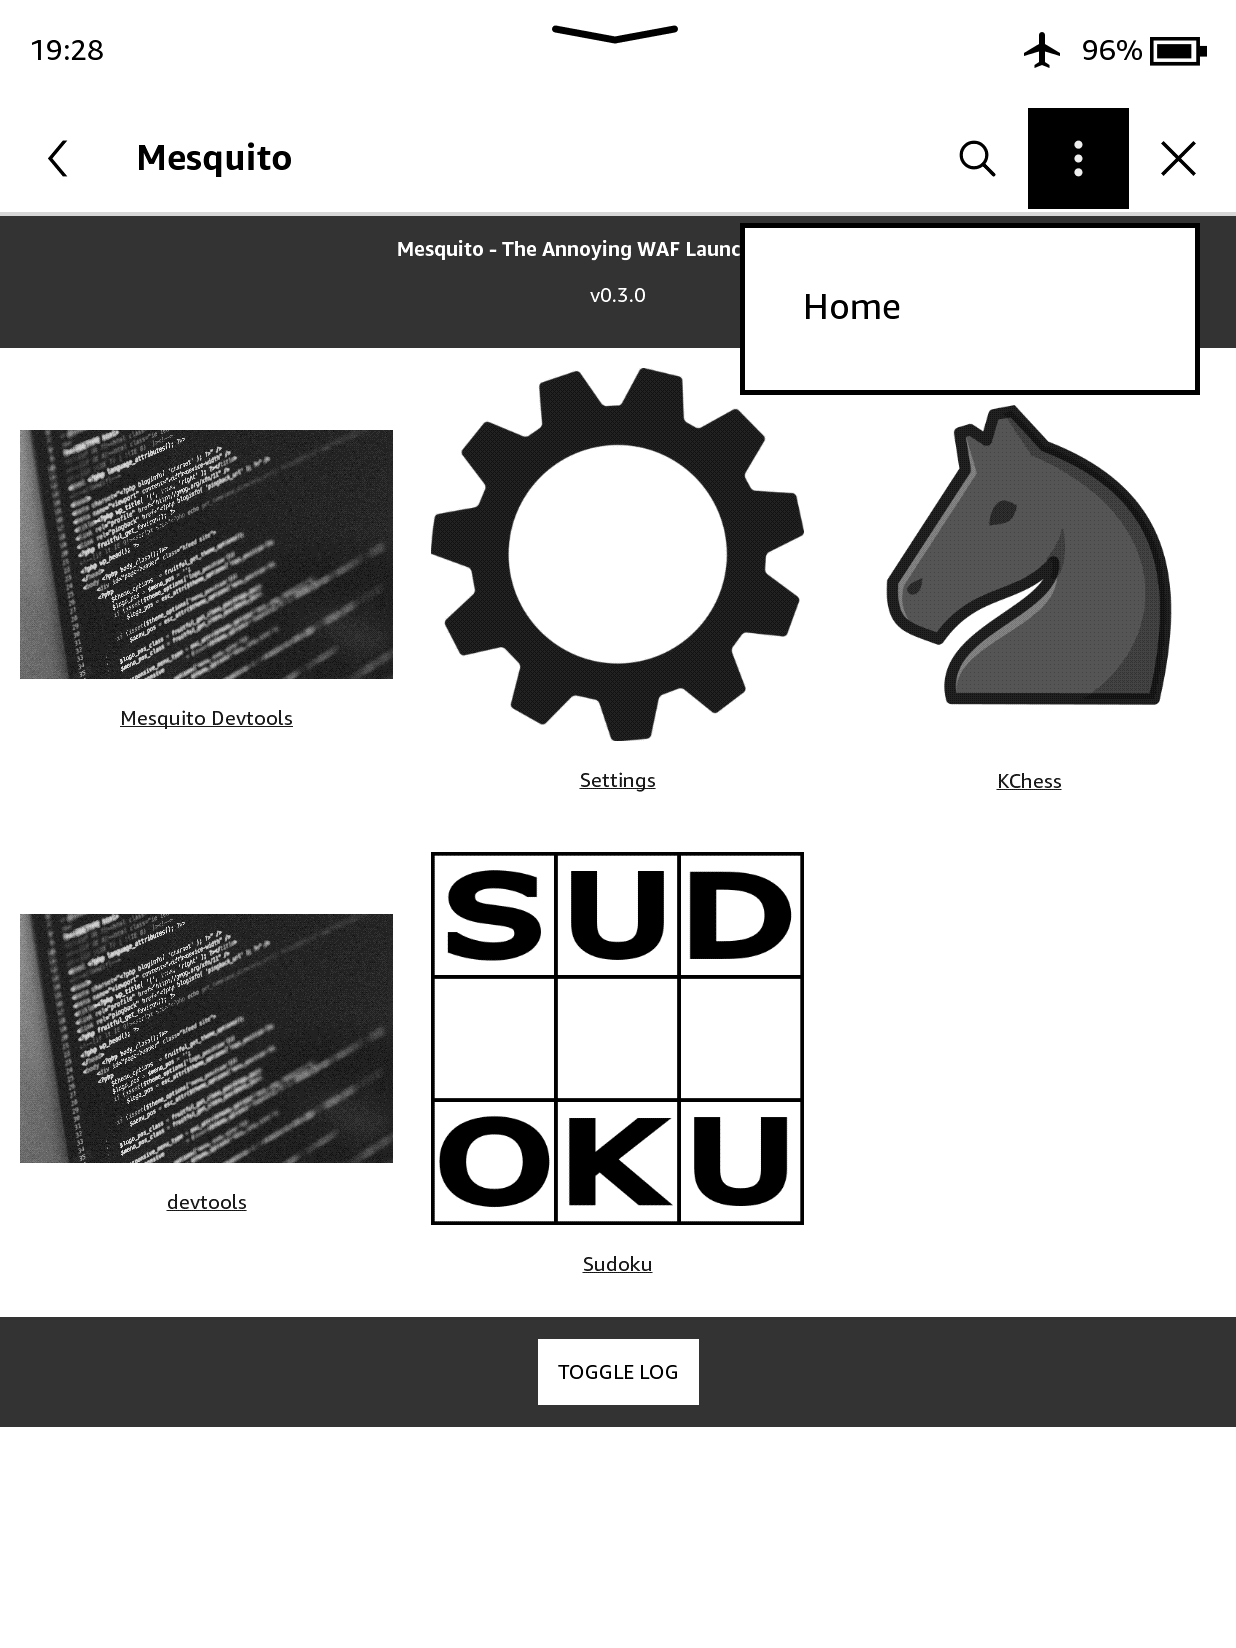 19:28
96%
Mesquito
Mesquito - The Annoying WAF
v0.3.0
Home
Mesquito Devtools
Settings
KChess
SUD
OKU
devtools
Sudoku
TOGGLE LOG